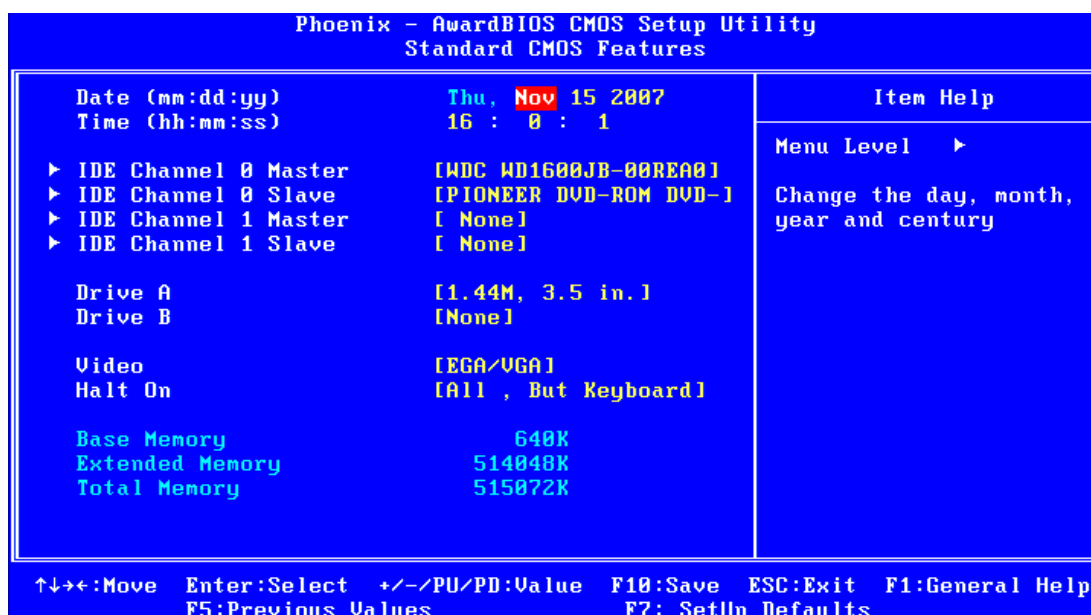 Phoenix - AwardBIOS CMOS Setup Utility
Standard CMOS Features
Date (mm:dd:yy) Thu, Nov 15 2007
Time (hh:mm:ss) 16 : 0 : 1
IDE Channel 0 Master [WDC WD1600JB-00REA0]
IDE Channel 0 Slave [PIONEER DVD-ROM DVD-]
IDE Channel 1 Master [ None]
IDE Channel 1 Slave [ None]
Drive A [1.44M, 3.5 in.]
Drive B [None]
Video [EGA/VGA]
Halt On [All , But Keyboard]
Base Memory 640K
Extended Memory 514048K
Total Memory 515072K
Item Help
Menu Level ►
Change the day, month,
year and century
↑↓→←:Move Enter:Select +/-/PU/PD:Value F10:Save ESC:Exit F1:General Help
F5:Previous Values F7: SetUp Defaults